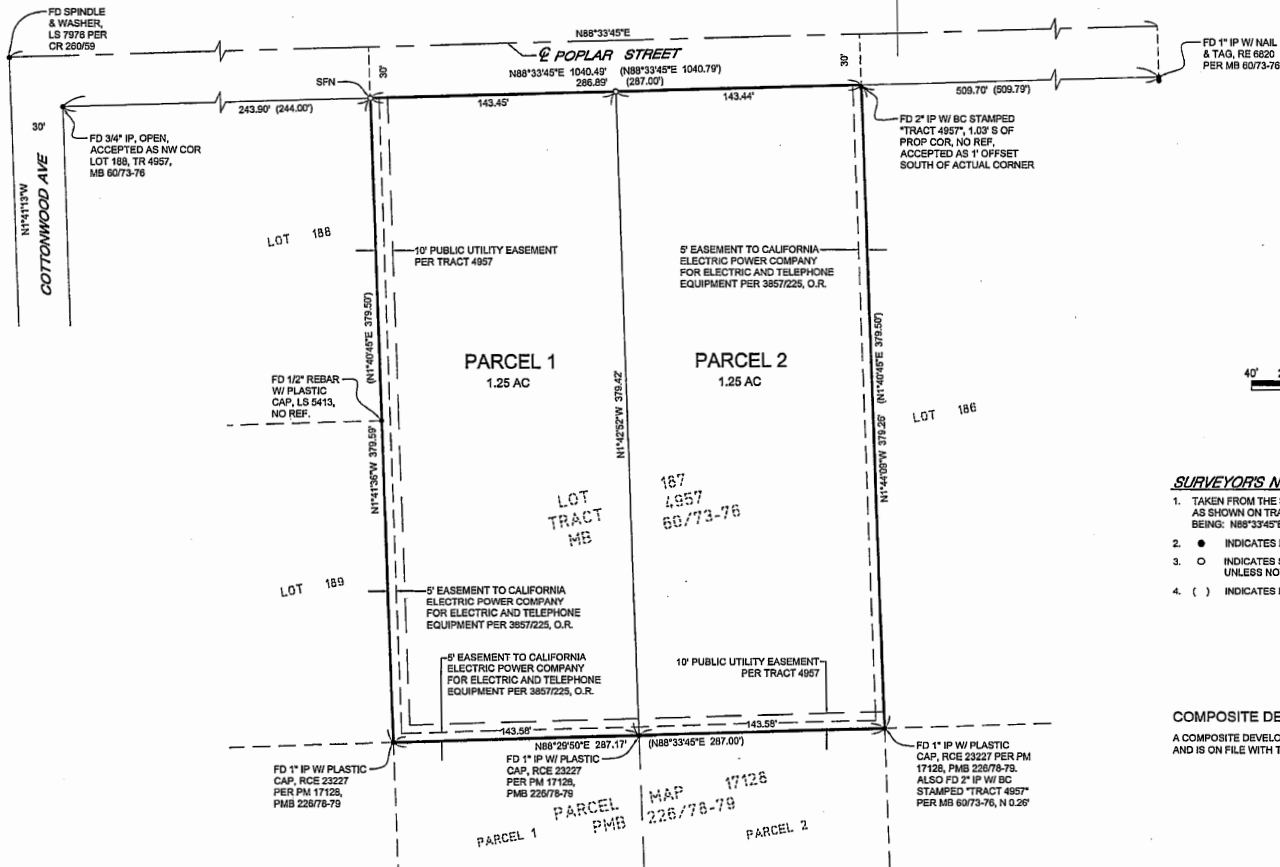 FD SPINDLE
& WASHER,
LS 7976 PER
CR 260/59
N88°33'45"E
℄ POPLAR STREET
N88°33'45"E 1040.49' (N88°33'45"E 1040.79')
286.89' (287.00')
30'
30'
SFN
243.90' (244.00')
143.45'
143.44'
509.70' (509.79')
FD 1" IP W/ NAIL
& TAG, RE 6820
PER MB 60/73-76
30'
N1°41'13"W
COTTONWOOD AVE
FD 3/4" IP, OPEN,
ACCEPTED AS NW COR
LOT 188, TR 4957,
MB 60/73-76
FD 2" IP W/ BC STAMPED
"TRACT 4957", 1.03' S OF
PROP COR, NO REF,
ACCEPTED AS 1' OFFSET
SOUTH OF ACTUAL CORNER
LOT 188
10' PUBLIC UTILITY EASEMENT
PER TRACT 4957
5' EASEMENT TO CALIFORNIA
ELECTRIC POWER COMPANY
FOR ELECTRIC AND TELEPHONE
EQUIPMENT PER 3857/225, O.R.
(N1°40'45"E 379.50')
N1°41'36"W 379.59'
PARCEL 1
1.25 AC
N1°42'52"W 379.42'
PARCEL 2
1.25 AC
N1°44'09"W 379.26' (N1°40'45"E 379.50')
FD 1/2" REBAR
W/ PLASTIC
CAP, LS 5413,
NO REF.
40'
LOT 186
LOT 187
TRACT 4957
MB 60/73-76
SURVEYOR'S N
1. TAKEN FROM THE
AS SHOWN ON TRA
BEING: N88°33'45"E
2. ● INDICATES
3. ○ INDICATES S
UNLESS NO
4. ( ) INDICATES
LOT 189
5' EASEMENT TO CALIFORNIA
ELECTRIC POWER COMPANY
FOR ELECTRIC AND TELEPHONE
EQUIPMENT PER 3857/225, O.R.
5' EASEMENT TO CALIFORNIA
ELECTRIC POWER COMPANY
FOR ELECTRIC AND TELEPHONE
EQUIPMENT PER 3857/225, O.R.
10' PUBLIC UTILITY EASEMENT
PER TRACT 4957
143.58'
143.58'
N88°29'50"E 287.17' (N88°33'45"E 287.00')
FD 1" IP W/ PLASTIC
CAP, RCE 23227
PER PM 17128,
PMB 226/78-79
FD 1" IP W/ PLASTIC
CAP, RCE 23227
PER PM 17128,
PMB 226/78-79
FD 1" IP W/ PLASTIC
CAP, RCE 23227 PER PM
17128, PMB 226/78-79.
ALSO FD 2" IP W/ BC
STAMPED "TRACT 4957"
PER MB 60/73-76, N 0.26'
COMPOSITE DE
A COMPOSITE DEVELO
AND IS ON FILE WITH T
PARCEL MAP 17128
PMB 226/78-79
PARCEL 1
PARCEL 2